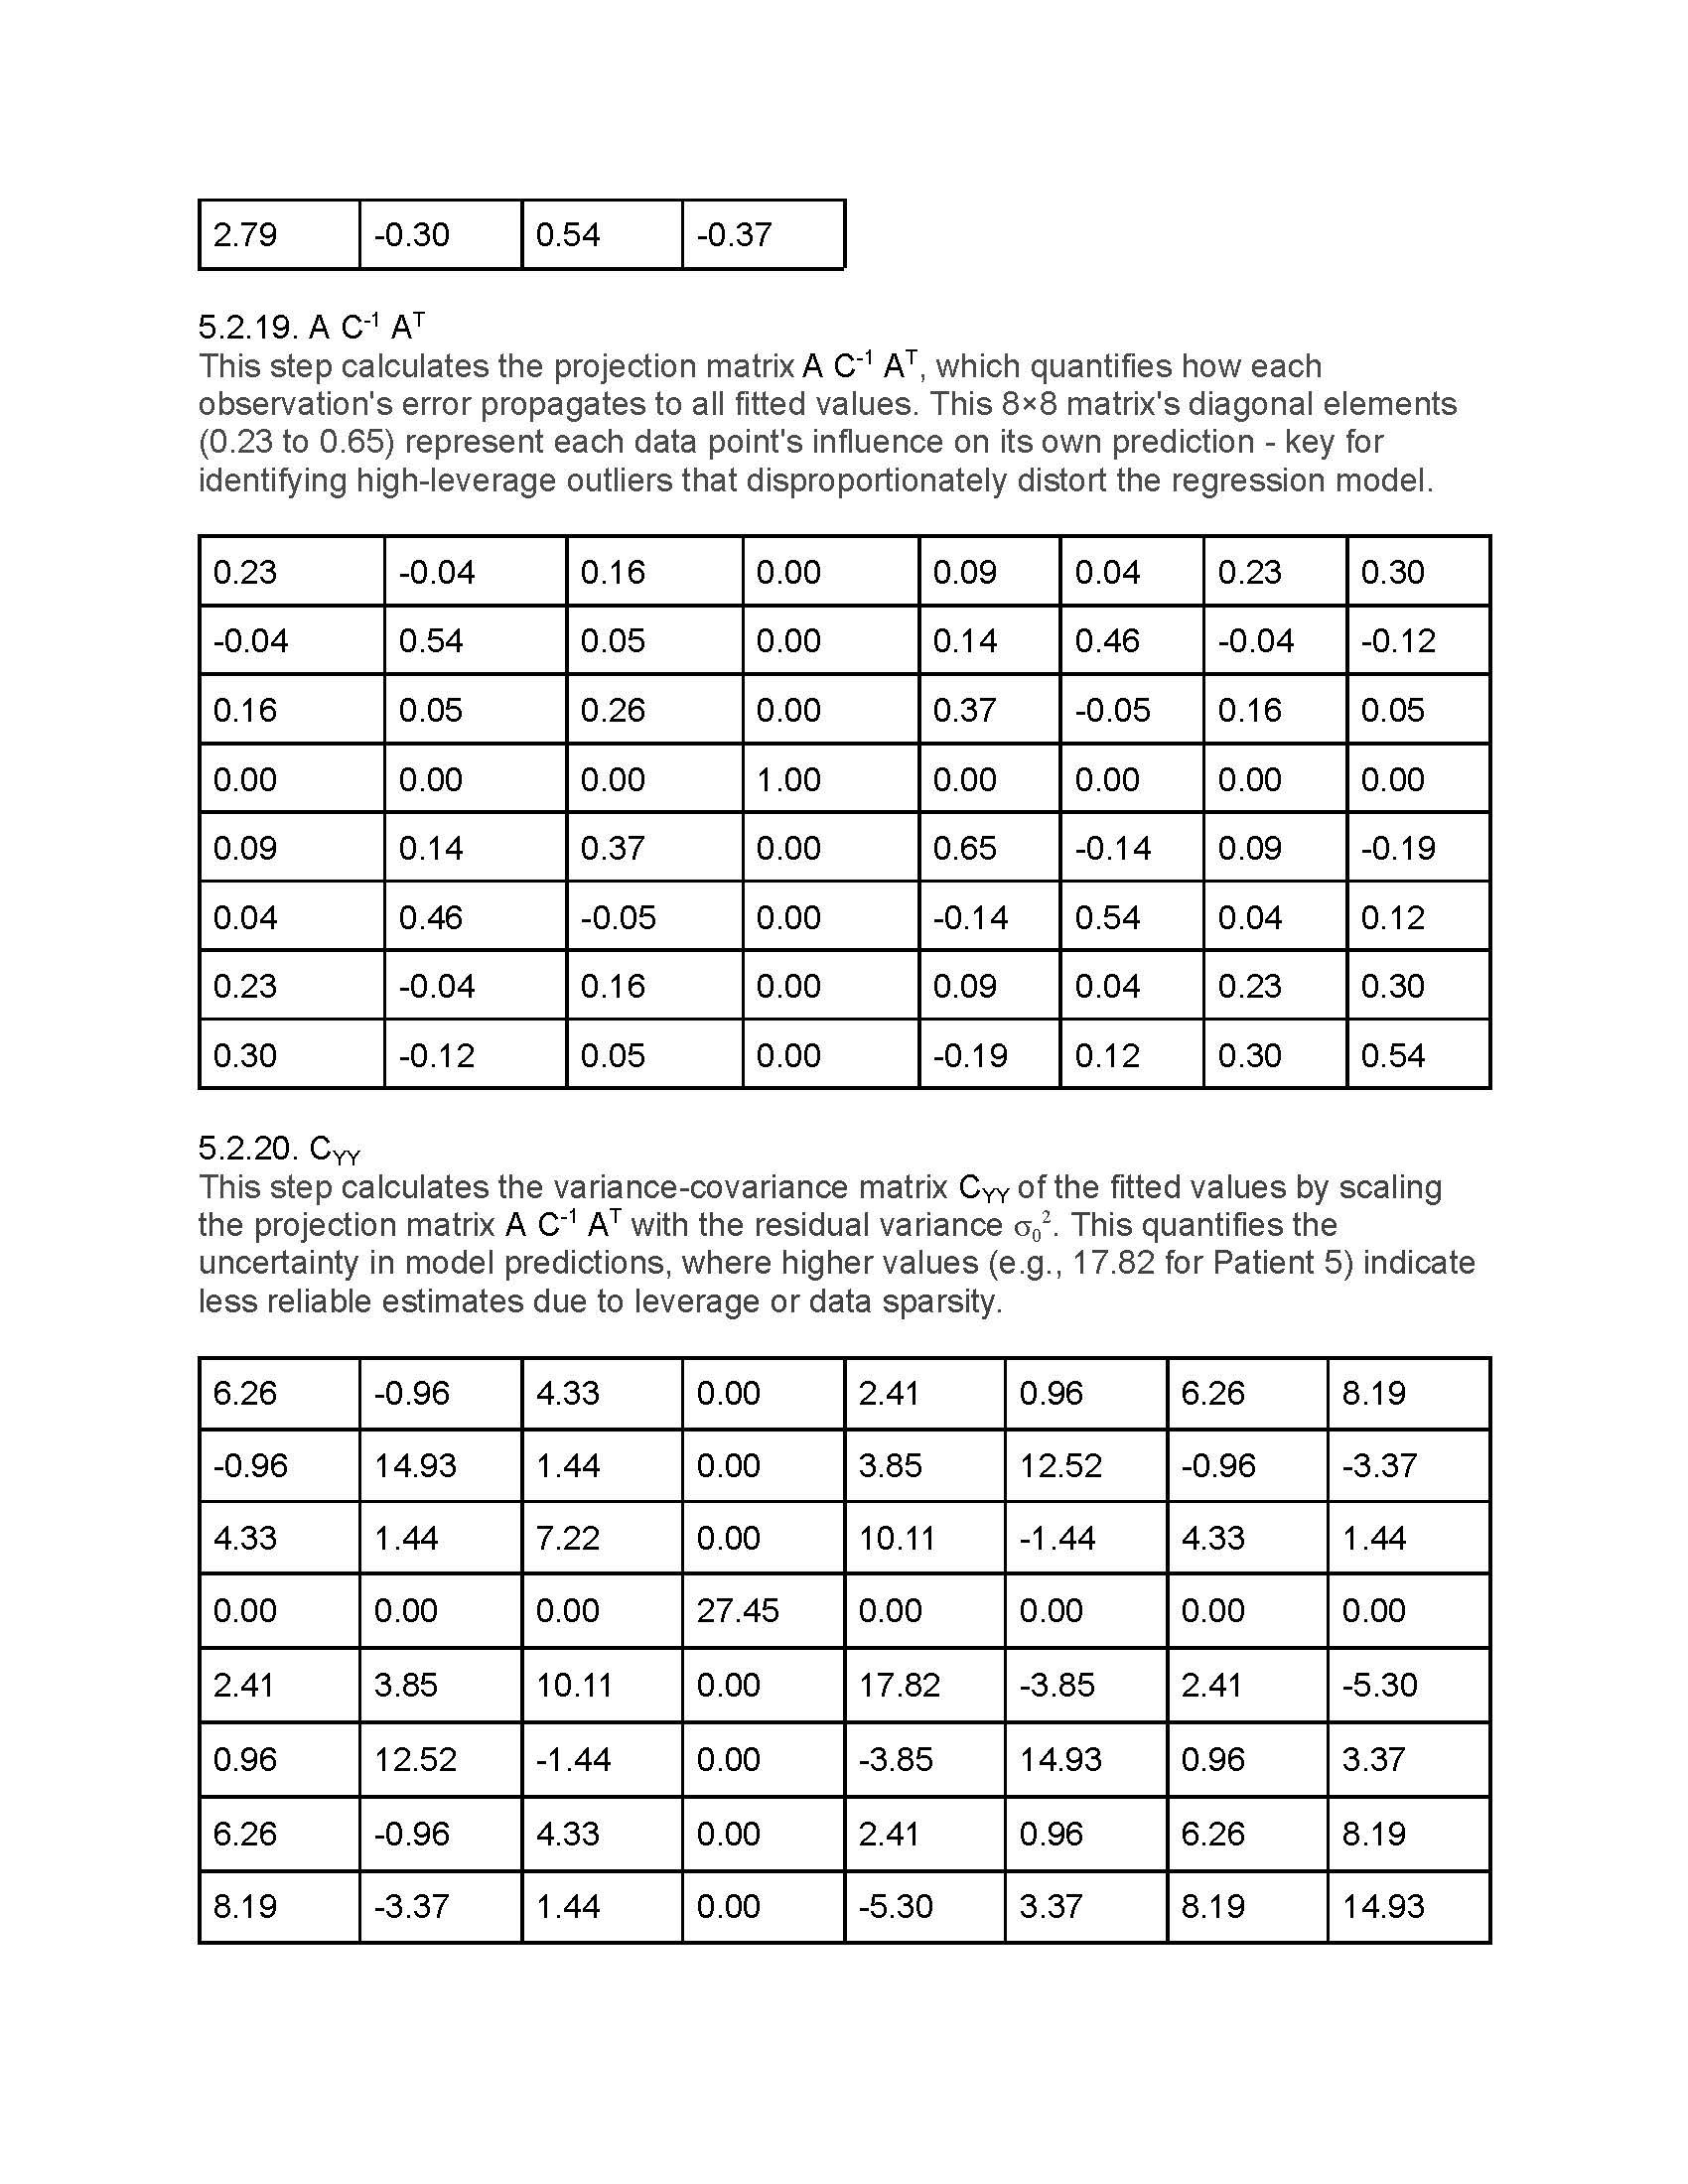 2.79 -0.30 0.54 -0.37
5.2.19. A C⁻¹ Aᵀ
This step calculates the projection matrix A C⁻¹ Aᵀ, which quantifies how each
observation's error propagates to all fitted values. This 8×8 matrix's diagonal elements
(0.23 to 0.65) represent each data point's influence on its own prediction - key for
identifying high-leverage outliers that disproportionately distort the regression model.
0.23 -0.04 0.16 0.00 0.09 0.04 0.23 0.30
-0.04 0.54 0.05 0.00 0.14 0.46 -0.04 -0.12
0.16 0.05 0.26 0.00 0.37 -0.05 0.16 0.05
0.00 0.00 0.00 1.00 0.00 0.00 0.00 0.00
0.09 0.14 0.37 0.00 0.65 -0.14 0.09 -0.19
0.04 0.46 -0.05 0.00 -0.14 0.54 0.04 0.12
0.23 -0.04 0.16 0.00 0.09 0.04 0.23 0.30
0.30 -0.12 0.05 0.00 -0.19 0.12 0.30 0.54
5.2.20. C_YY
This step calculates the variance-covariance matrix C_YY of the fitted values by scaling
the projection matrix A C⁻¹ Aᵀ with the residual variance σ₀². This quantifies the
uncertainty in model predictions, where higher values (e.g., 17.82 for Patient 5) indicate
less reliable estimates due to leverage or data sparsity.
6.26 -0.96 4.33 0.00 2.41 0.96 6.26 8.19
-0.96 14.93 1.44 0.00 3.85 12.52 -0.96 -3.37
4.33 1.44 7.22 0.00 10.11 -1.44 4.33 1.44
0.00 0.00 0.00 27.45 0.00 0.00 0.00 0.00
2.41 3.85 10.11 0.00 17.82 -3.85 2.41 -5.30
0.96 12.52 -1.44 0.00 -3.85 14.93 0.96 3.37
6.26 -0.96 4.33 0.00 2.41 0.96 6.26 8.19
8.19 -3.37 1.44 0.00 -5.30 3.37 8.19 14.93